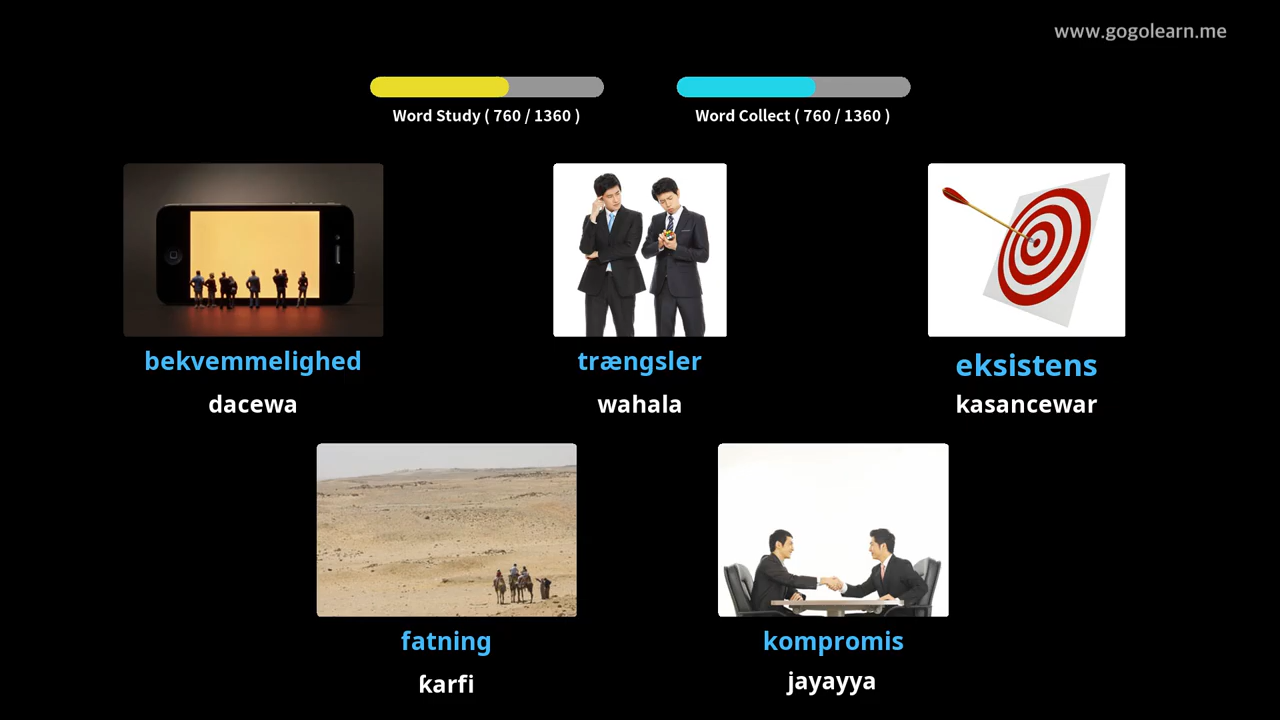 www.gogolearn.me
Word Study ( 760 / 1360 )
Word Collect ( 760 / 1360 )
bekvemmelighed
trængsler
eksistens
dacewa
wahala
kasancewar
fatning
kompromis
ƙarfi
jayayya